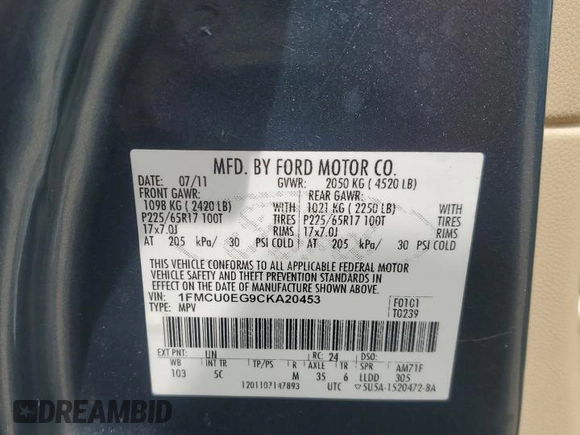 MFD. BY FORD MOTOR CO.
DATE: 07/11 GVWR: 2050 KG ( 4520 LB)
FRONT GAWR: REAR GAWR:
1098 KG ( 2420 LB) WITH 1021 KG ( 2250 LB) WITH
P225/65R17 100T TIRES P225/65R17 100T TIRES
17x7.0J RIMS 17x7.0J RIMS
AT 205 kPa/ 30 PSI COLD AT 205 kPa/ 30 PSI COLD
THIS VEHICLE CONFORMS TO ALL APPLICABLE FEDERAL MOTOR
VEHICLE SAFETY AND THEFT PREVENTION STANDARDS IN
EFFECT ON THE DATE OF MANUFACTURE SHOWN ABOVE.
VIN: 1FMCU0EG9CKA20453 F0101
TYPE: MPV T0239
EXT PNT: UN RC: 24 DSO:
WB INT TR TP/PS R AXLE TR SPR AM71F
103 5C M 35 6 LLDD 305
1201107147893 UTC 5U5A-1520472-BA
DREAMBID .COM